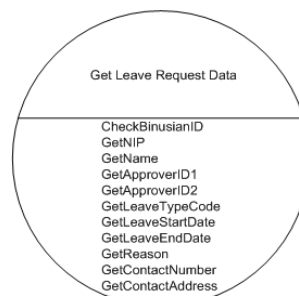 Get Leave Request Data
CheckBinusianID
GetNIP
GetName
GetApproverID1
GetApproverID2
GetLeaveTypeCode
GetLeaveStartDate
GetLeaveEndDate
GetReason
GetContactNumber
GetContactAddress